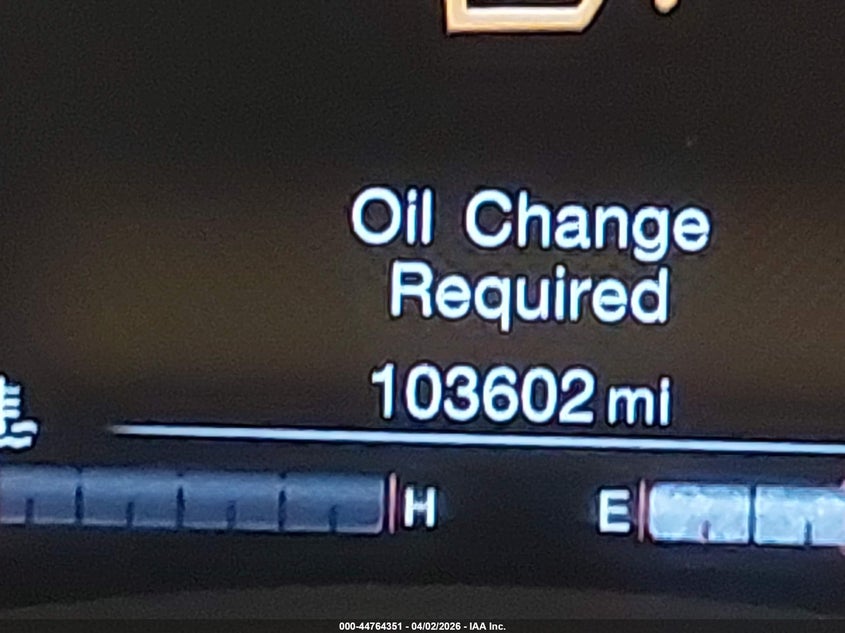 Oil Change
Required
103602 mi
H E
000-44764351 - 04/02/2026 - IAA Inc.